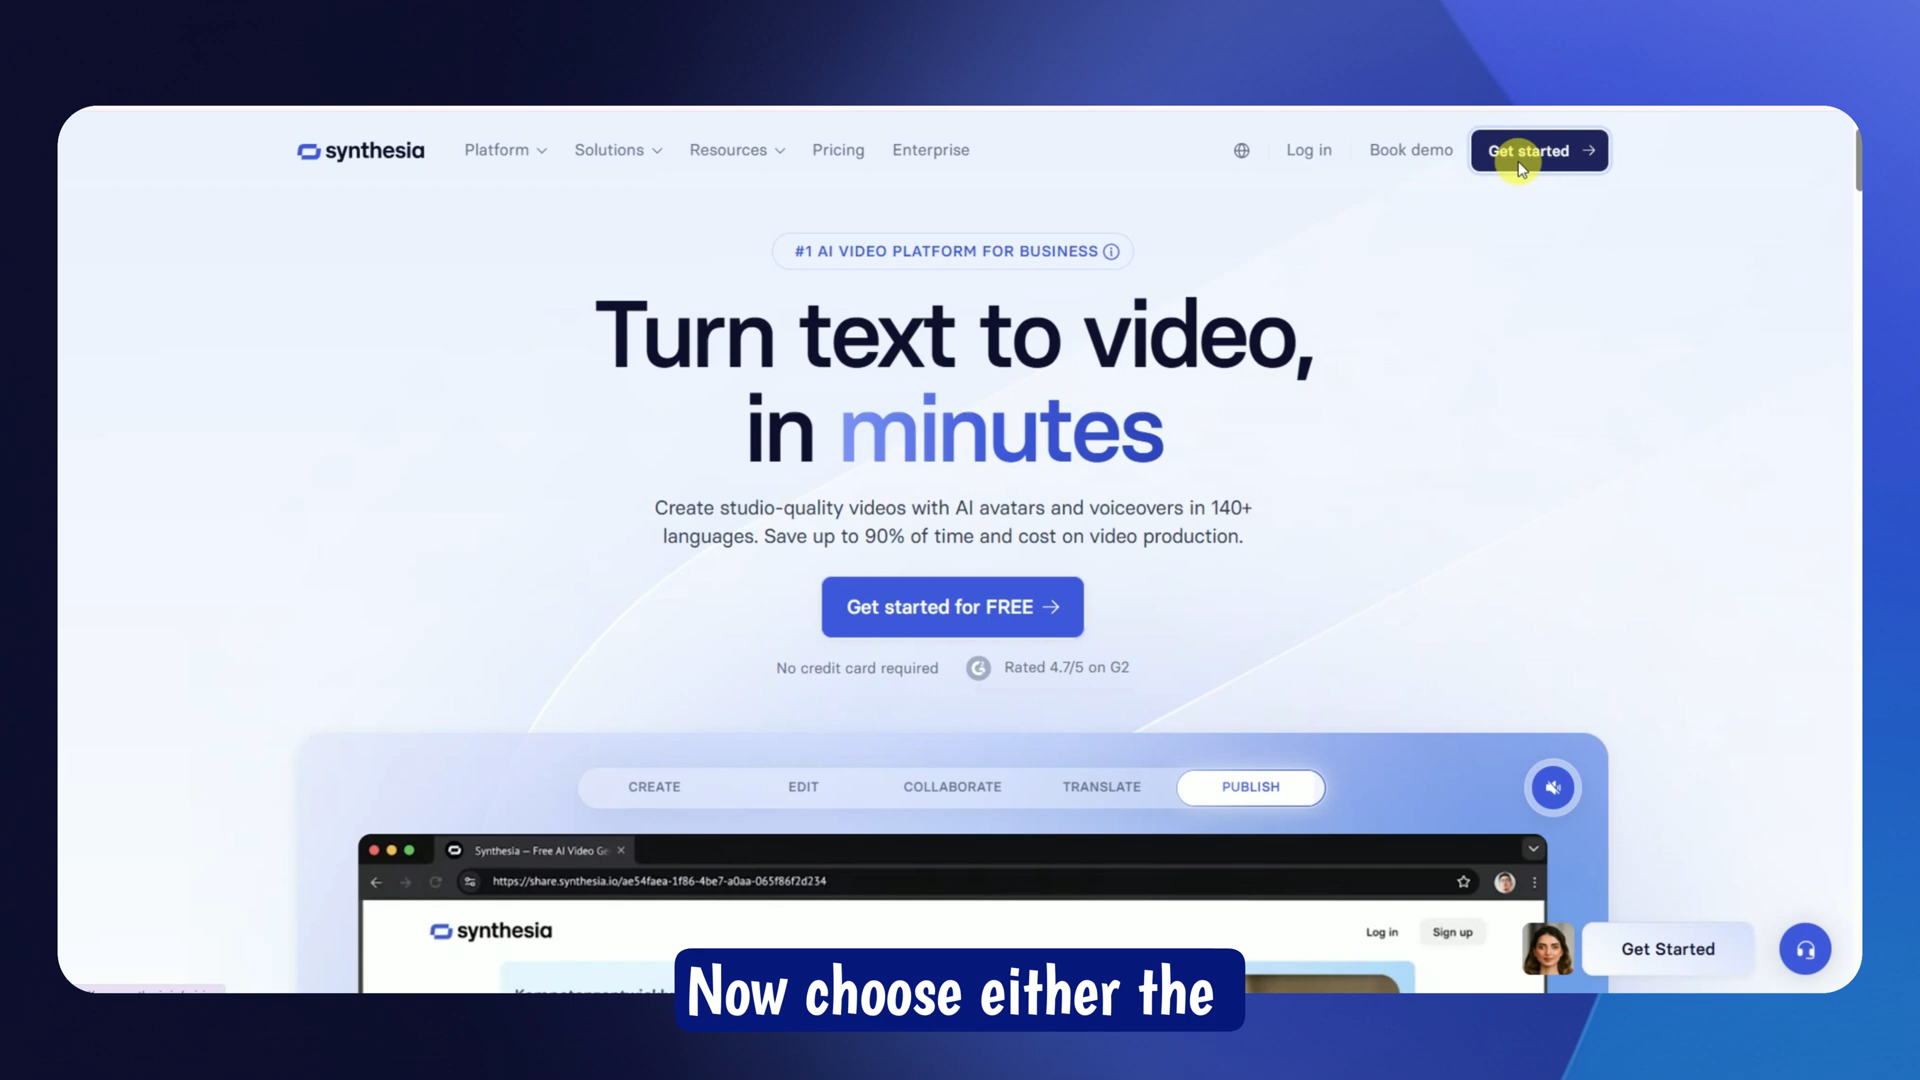 synthesia
Platform
Solutions
Resources
Pricing
Enterprise
Log in
Book demo
Get started
#1 AI VIDEO PLATFORM FOR BUSINESS
Turn text to video,
in minutes
Create studio-quality videos with AI avatars and voiceovers in 140+
languages. Save up to 90% of time and cost on video production.
Get started for FREE
No credit card required
Rated 4.7/5 on G2
CREATE
EDIT
COLLABORATE
TRANSLATE
PUBLISH
Synthesia – Free AI Video Ge
https://share.synthesia.io/ae54faea-1f86-4be7-a0aa-065f86f2d234
synthesia
Log in
Sign up
Get Started
Now choose either the